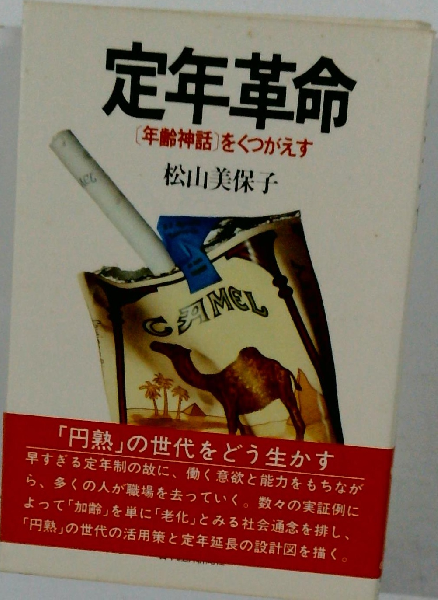 定年革命
〔年齢神話〕をくつがえす
松山美保子
CAMEL
「円熟」の世代をどう生かす
早すぎる定年制の故に、働く意欲と能力をもちなが
ら、多くの人が職場を去っていく。数々の実証例に
よって「加齢」を単に「老化」とみる社会通念を排し、
「円熟」の世代の活用策と定年延長の設計図を描く。